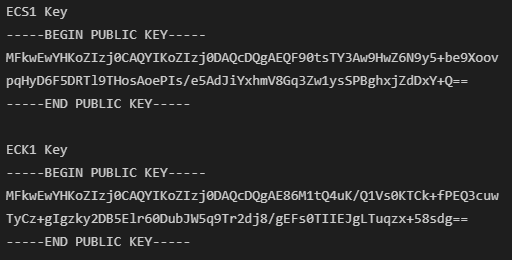 ECS1 Key
-----BEGIN PUBLIC KEY-----
MFkwEwYHKoZIzj0CAQYIKoZIzj0DAQcDQgAEQF90tsTY3Aw9HwZ6N9y5+be9Xoov
pqHyD6F5DRTl9THosAoePIs/e5AdJiYxhmV8Gq3Zw1ysSPBghxjZdDxY+Q==
-----END PUBLIC KEY-----
ECK1 Key
-----BEGIN PUBLIC KEY-----
MFkwEwYHKoZIzj0CAQYIKoZIzj0DAQcDQgAE86M1tQ4uK/Q1Vs0KTCk+fPEQ3cuw
TyCz+gIgzky2DB5Elr60DubJW5q9Tr2dj8/gEFs0TIIEJgLTuqzx+58sdg==
-----END PUBLIC KEY-----